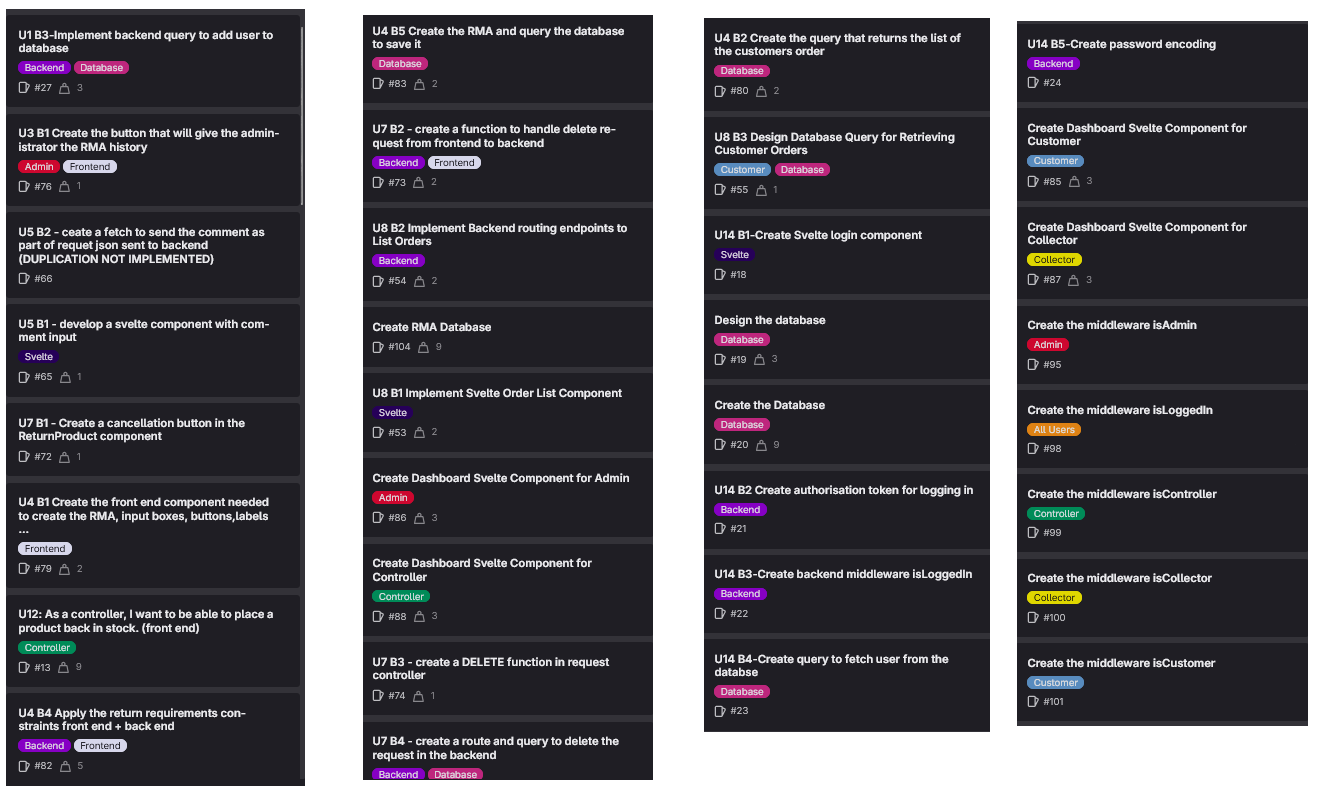 U1 B3-Implement backend query to add user to
database
Backend Database
#27 3
U3 B1 Create the button that will give the admin-
istrator the RMA history
Admin Frontend
#76 1
U5 B2 - ceate a fetch to send the comment as
part of requet json sent to backend
(DUPLICATION NOT IMPLEMENTED)
#66
U5 B1 - develop a svelte component with com-
ment input
Svelte
#65 1
U7 B1 - Create a cancellation button in the
ReturnProduct component
#72 1
U4 B1 Create the front end component needed
to create the RMA, input boxes, buttons,labels
...
Frontend
#79 2
U12: As a controller, I want to be able to place a
product back in stock. (front end)
Controller
#13 9
U4 B4 Apply the return requirements con-
straints front end + back end
Backend Frontend
#82 5
U4 B5 Create the RMA and query the database
to save it
Database
#83 2
U7 B2 - create a function to handle delete re-
quest from frontend to backend
Backend Frontend
#73 2
U8 B2 Implement Backend routing endpoints to
List Orders
Backend
#54 2
Create RMA Database
#104 9
U8 B1 Implement Svelte Order List Component
Svelte
#53 2
Create Dashboard Svelte Component for Admin
Admin
#86 3
Create Dashboard Svelte Component for
Controller
Controller
#88 3
U7 B3 - create a DELETE function in request
controller
#74 1
U7 B4 - create a route and query to delete the
request in the backend
Backend Database
U4 B2 Create the query that returns the list of
the customers order
Database
#80 2
U8 B3 Design Database Query for Retrieving
Customer Orders
Customer Database
#55 1
U14 B1-Create Svelte login component
Svelte
#18
Design the database
Database
#19 3
Create the Database
Database
#20 9
U14 B2 Create authorisation token for logging in
Backend
#21
U14 B3-Create backend middleware isLoggedIn
Backend
#22
U14 B4-Create query to fetch user from the
databse
Database
#23
U14 B5-Create password encoding
Backend
#24
Create Dashboard Svelte Component for
Customer
Customer
#85 3
Create Dashboard Svelte Component for
Collector
Collector
#87 3
Create the middleware isAdmin
Admin
#95
Create the middleware isLoggedIn
All Users
#98
Create the middleware isController
Controller
#99
Create the middleware isCollector
Collector
#100
Create the middleware isCustomer
Customer
#101